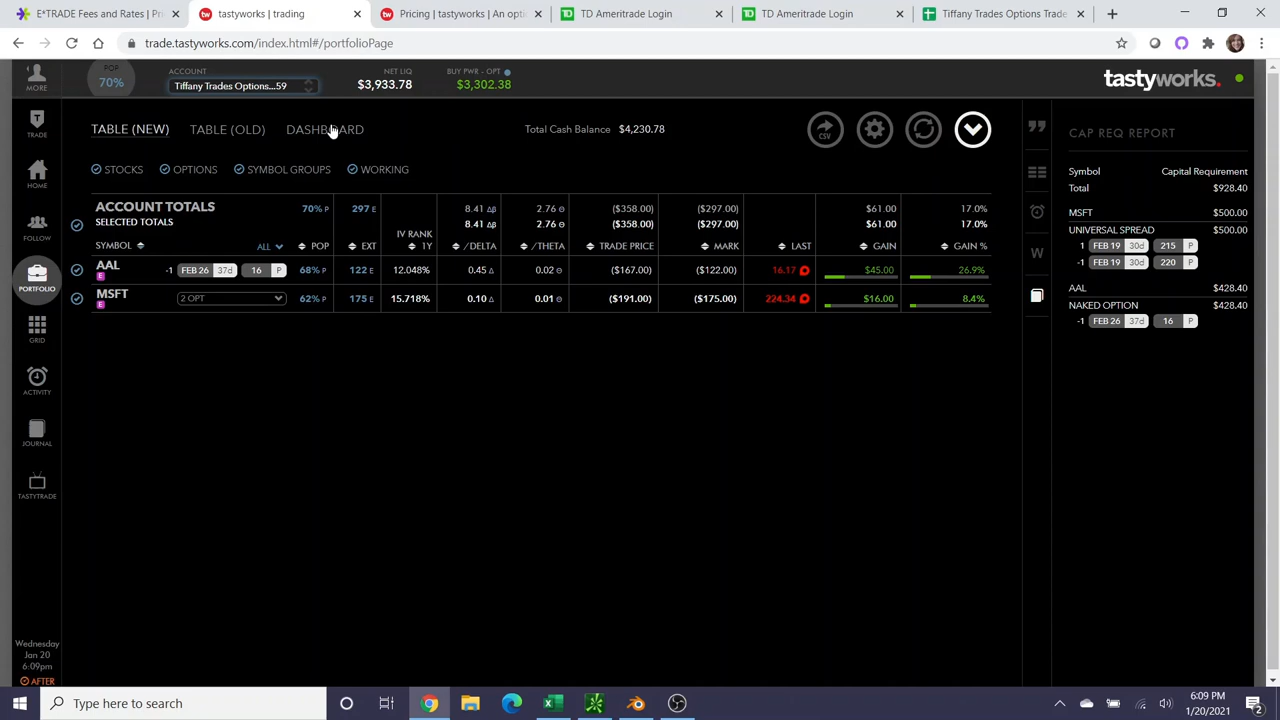 E*TRADE Fees and Rates | Pric
tastyworks | trading
Pricing | tastyworks | An opti
TD Ameritrade Login
TD Ameritrade Login
Tiffany Trades Options Trade
trade.tastyworks.com/index.html#/portfolioPage
MORE
POP
70%
ACCOUNT
Tiffany Trades Options...59
NET LIQ
$3,933.78
BUY PWR - OPT
$3,302.38
tastyworks.
TRADE
HOME
FOLLOW
PORTFOLIO
GRID
ACTIVITY
JOURNAL
TASTYTRADE
TABLE (NEW)
TABLE (OLD)
DASHBOARD
Total Cash Balance $4,230.78
CSV
STOCKS
OPTIONS
SYMBOL GROUPS
WORKING
ACCOUNT TOTALS 70% P 297 E 8.41 Δβ 2.76 Θ ($358.00) ($297.00) $61.00 17.0%
SELECTED TOTALS 8.41 Δβ 2.76 Θ ($358.00) ($297.00) $61.00 17.0%
SYMBOL ALL POP EXT IV RANK 1Y /DELTA /THETA TRADE PRICE MARK LAST GAIN GAIN %
AAL E -1 FEB 26 37d 16 P 68% P 122 E 12.048% 0.45 Δ 0.02 Θ ($167.00) ($122.00) 16.17 $45.00 26.9%
MSFT E 2 OPT 62% P 175 E 15.718% 0.10 Δ 0.01 Θ ($191.00) ($175.00) 224.34 $16.00 8.4%
W
CAP REQ REPORT
Symbol Capital Requirement
Total $928.40
MSFT $500.00
UNIVERSAL SPREAD $500.00
1 FEB 19 30d 215 P
-1 FEB 19 30d 220 P
AAL $428.40
NAKED OPTION $428.40
-1 FEB 26 37d 16 P
Wednesday
Jan 20
6:09pm
AFTER
Type here to search
6:09 PM
1/20/2021
2